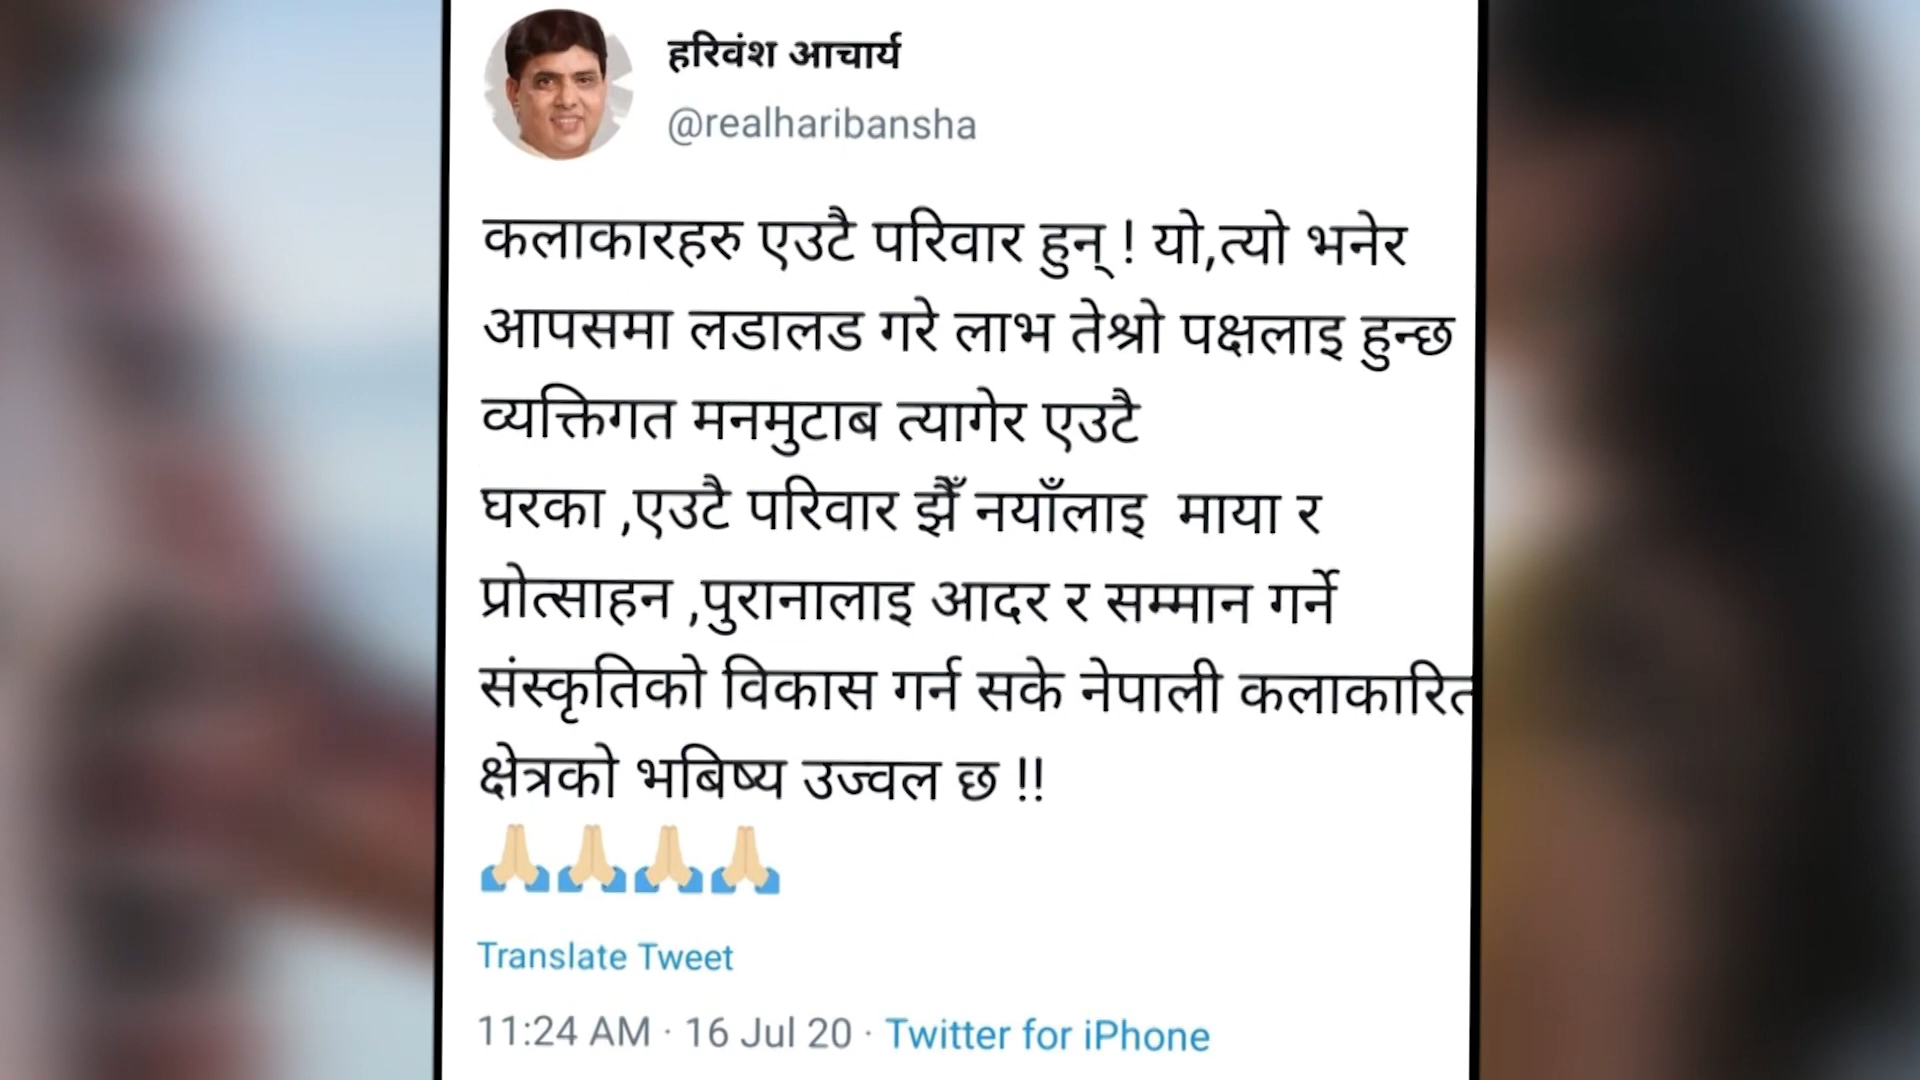 हरिवंश आचार्य
@realharibansha
कलाकारहरु एउटै परिवार हुन् ! यो,त्यो भनेर
आपसमा लडालड गरे लाभ तेश्रो पक्षलाइ हुन्छ
व्यक्तिगत मनमुटाब त्यागेर एउटै
घरका ,एउटै परिवार झैँ नयाँलाइ  माया र
प्रोत्साहन ,पुरानालाइ आदर र सम्मान गर्ने
संस्कृतिको विकास गर्न सके नेपाली कलाकारित
क्षेत्रको भबिष्य उज्वल छ !!
🙏🏼🙏🏼🙏🏼🙏🏼
Translate Tweet
11:24 AM · 16 Jul 20 · Twitter for iPhone